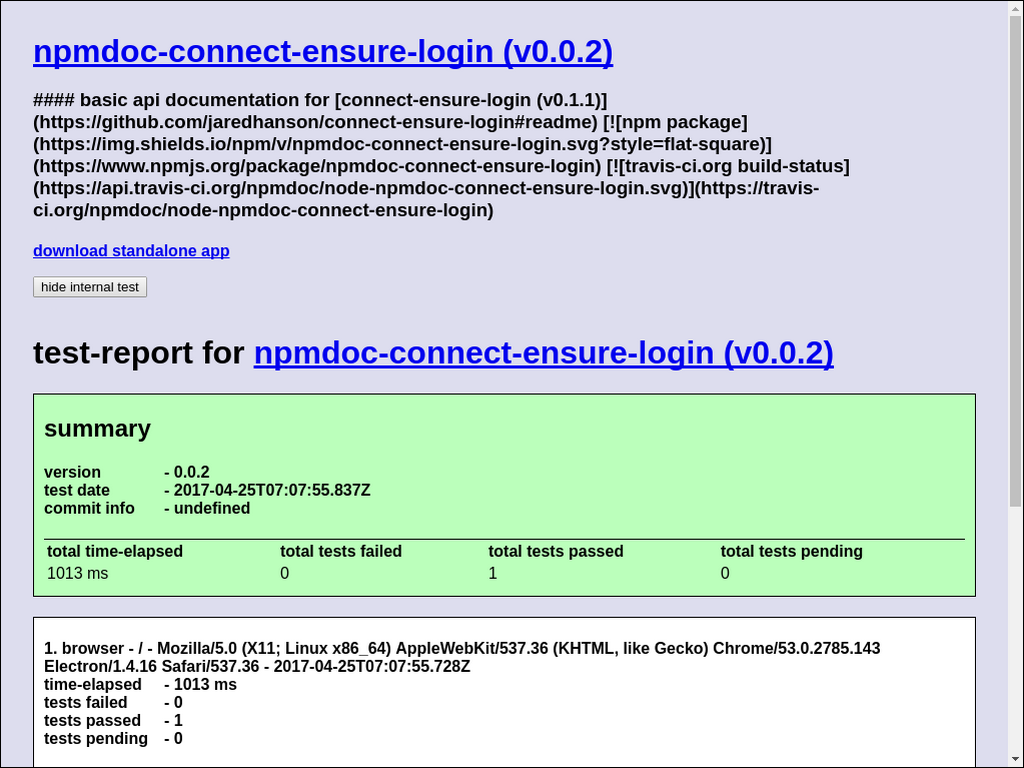 npmdoc-connect-ensure-login (v0.0.2)
#### basic api documentation for [connect-ensure-login (v0.1.1)]
(https://github.com/jaredhanson/connect-ensure-login#readme) [![npm package]
(https://img.shields.io/npm/v/npmdoc-connect-ensure-login.svg?style=flat-square)]
(https://www.npmjs.org/package/npmdoc-connect-ensure-login) [![travis-ci.org build-status]
(https://api.travis-ci.org/npmdoc/node-npmdoc-connect-ensure-login.svg)](https://travis-
ci.org/npmdoc/node-npmdoc-connect-ensure-login)
download standalone app
hide internal test
test-report for npmdoc-connect-ensure-login (v0.0.2)
summary
version - 0.0.2
test date - 2017-04-25T07:07:55.837Z
commit info - undefined
total time-elapsed total tests failed total tests passed total tests pending
1013 ms 0 1 0
1. browser - / - Mozilla/5.0 (X11; Linux x86_64) AppleWebKit/537.36 (KHTML, like Gecko) Chrome/53.0.2785.143
Electron/1.4.16 Safari/537.36 - 2017-04-25T07:07:55.728Z
time-elapsed - 1013 ms
tests failed - 0
tests passed - 1
tests pending - 0